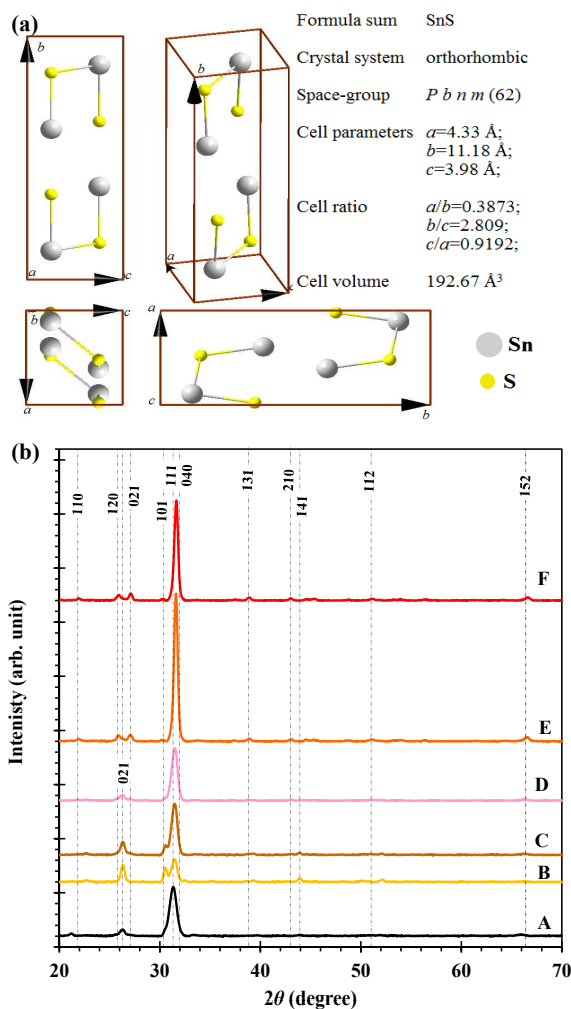 (a)
Formula sum SnS
Crystal system orthorhombic
Space-group P b n m (62)
Cell parameters a=4.33 Å;
b=11.18 Å;
c=3.98 Å;
Cell ratio a/b=0.3873;
b/c=2.809;
c/a=0.9192;
Cell volume 192.67 Å³
b
a
c
b
a
c
b
c
a
a
c
b
Sn
S
(b)
110
120
021
101
111
040
131
210
141
112
152
F
E
021
D
C
B
A
Intenisty (arb. unit)
20 30 40 50 60 70
2θ (degree)